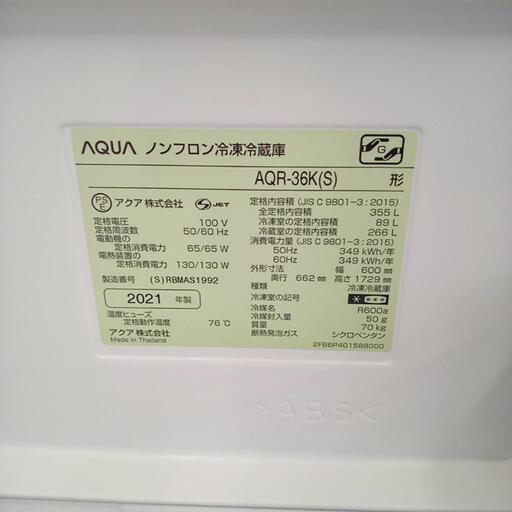 AQUA ノンフロン冷凍冷蔵庫
G
AQR-36K(S) 形
PS E アクア 株式会社 S JET
定格電圧 100 V
定格周波数 50/60 Hz
電動機の
定格消費電力 65/65 W
電熱装置の
定格消費電力 130/130 W
製造番号 (S)RBMAS1992
2021 年製
温度ヒューズ
定格動作温度 76℃
アクア 株式会社
Made in Thailand
定格内容積 (JIS C 9801-3:2015)
全定格内容積 355 L
冷凍室の定格内容積 89 L
冷蔵室の定格内容積 266 L
消費電力量 (JIS C 9801-3:2015)
50Hz 349 kWh/年
60Hz 349 kWh/年
外形寸法 幅 600 mm
奥行 662 mm 高さ 1729 mm
種類 冷凍冷蔵庫
冷凍室の記号
冷媒名 R600a
冷媒封入量 50 g
質量 70 kg
断熱発泡ガス シクロペンタン
2FB6P401588000
>ABS<